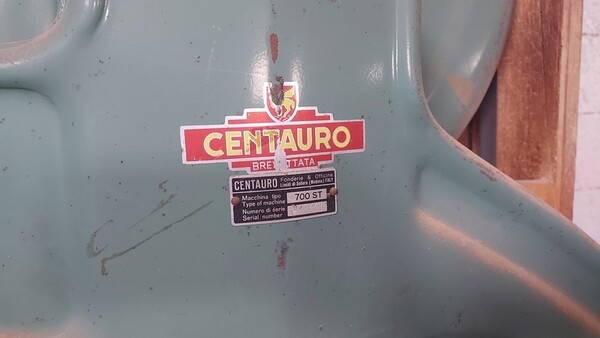 CENTAURO
BREVETTATA
CENTAURO Fonderie & Officine
Limidi di Soliera (Modena) ITALY
Macchina tipo
Type of machine
700 ST
Numero di serie
Serial number